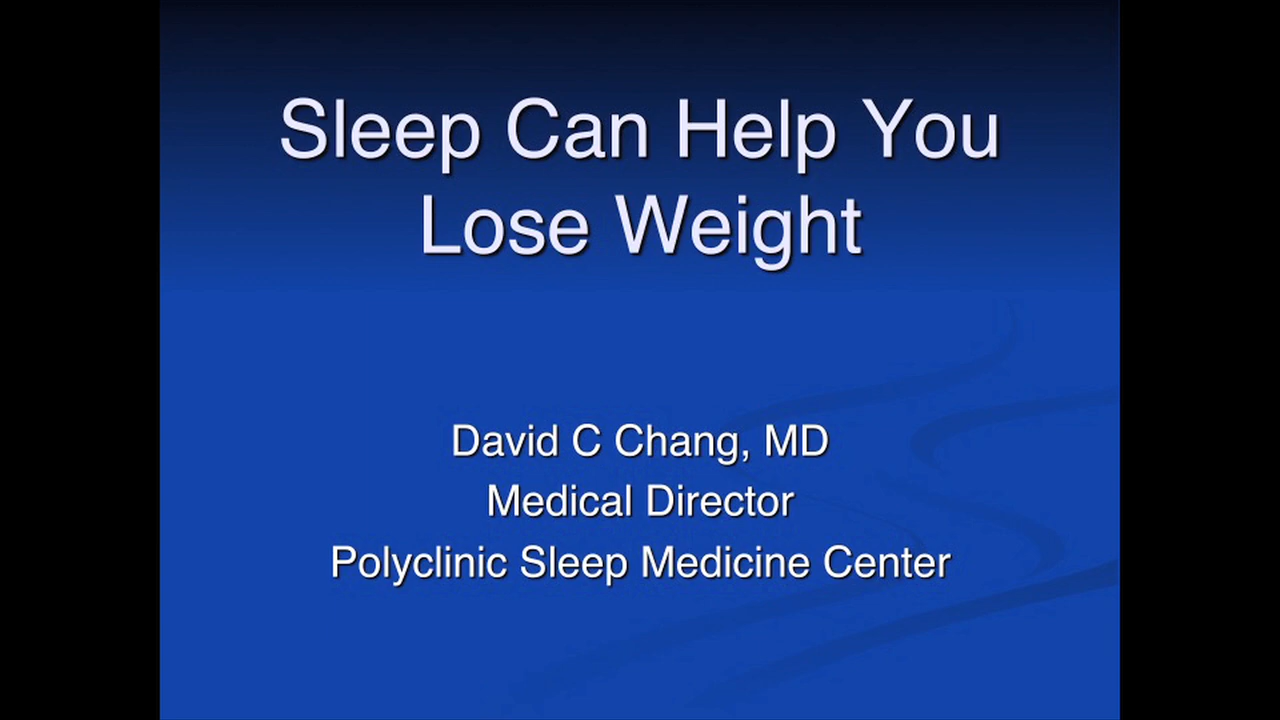 Sleep Can Help You
Lose Weight
David C Chang, MD
Medical Director
Polyclinic Sleep Medicine Center